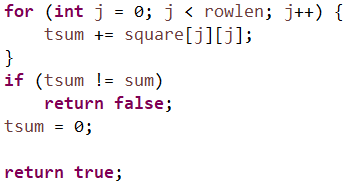 for (int j = 0; j < rowlen; j++) {
    tsum += square[j][j];
}
if (tsum != sum)
    return false;
tsum = 0;

return true;